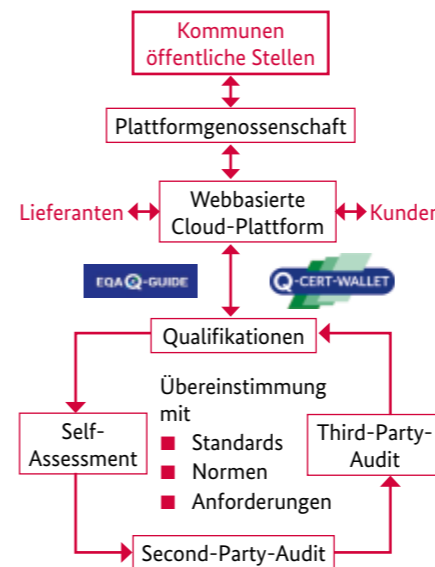 Kommunen
öffentliche Stellen
Plattformgenossenschaft
Webbasierte
Cloud-Plattform
Lieferanten
Kunden
EQA Q-GUIDE
Q-CERT-WALLET
Qualifikationen
Übereinstimmung
mit
Standards
Normen
Anforderungen
Self-
Assessment
Third-Party-
Audit
Second-Party-Audit